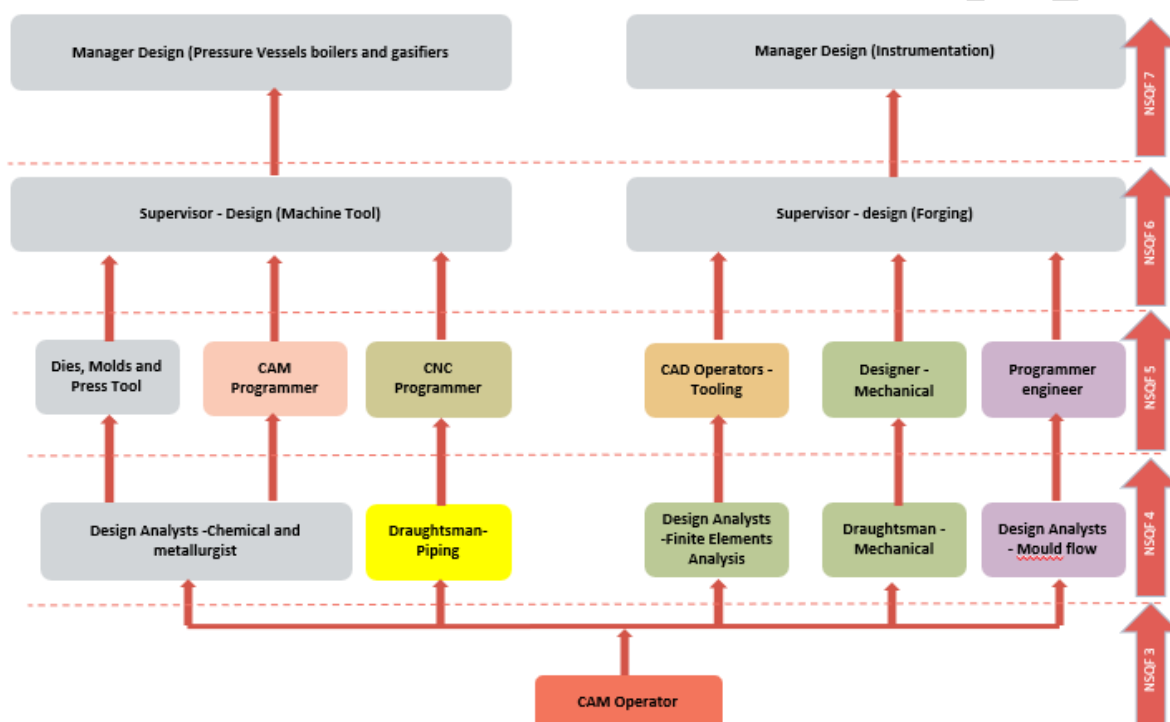 Manager Design (Pressure Vessels boilers and gasifiers
Manager Design (Instrumentation)
NSQF 7
Supervisor - Design (Machine Tool)
Supervisor - design (Forging)
NSQF 6
Dies, Molds and
Press Tool
CAM
Programmer
CNC
Programmer
CAD Operators -
Tooling
Designer -
Mechanical
Programmer
engineer
NSQF 5
Design Analysts -Chemical and
metallurgist
Draughtsman-
Piping
Design Analysts
-Finite Elements
Analysis
Draughtsman -
Mechanical
Design Analysts
- Mould flow
NSQF 4
CAM Operator
NSQF 3